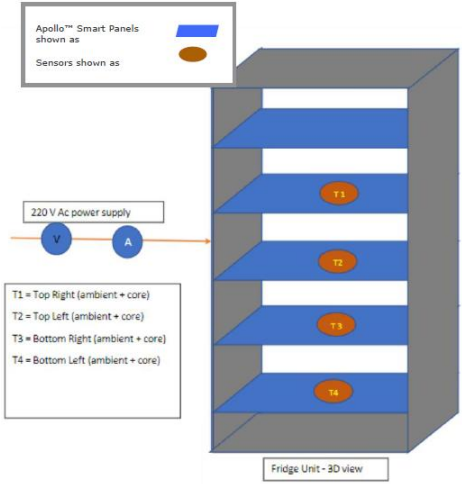 Apollo™ Smart Panels
shown as
Sensors shown as
T1
220 V Ac power supply
V
A
T2
T1 = Top Right (ambient + core)
T2 = Top Left (ambient + core)
T3 = Bottom Right (ambient + core)
T4 = Bottom Left (ambient + core)
T3
T4
Fridge Unit - 3D view